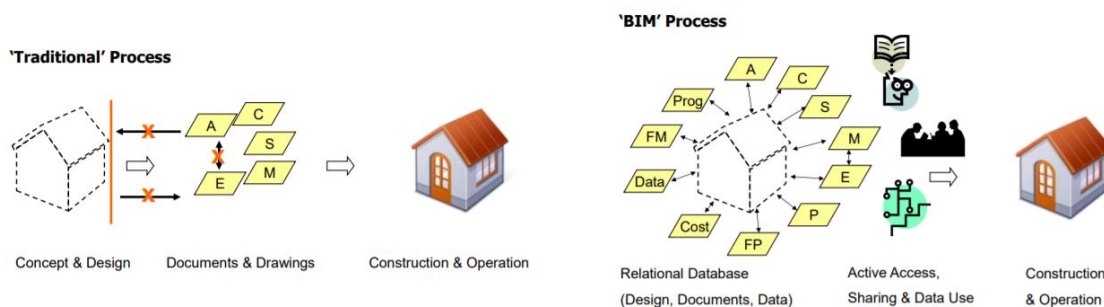 ‘Traditional’ Process
A
C
S
E
M
X
X
X
Concept & Design
Documents & Drawings
Construction & Operation
‘BIM’ Process
A
C
Prog
S
FM
M
Data
E
Cost
P
FP
Relational Database
(Design, Documents, Data)
Active Access,
Sharing & Data Use
Construction
& Operation